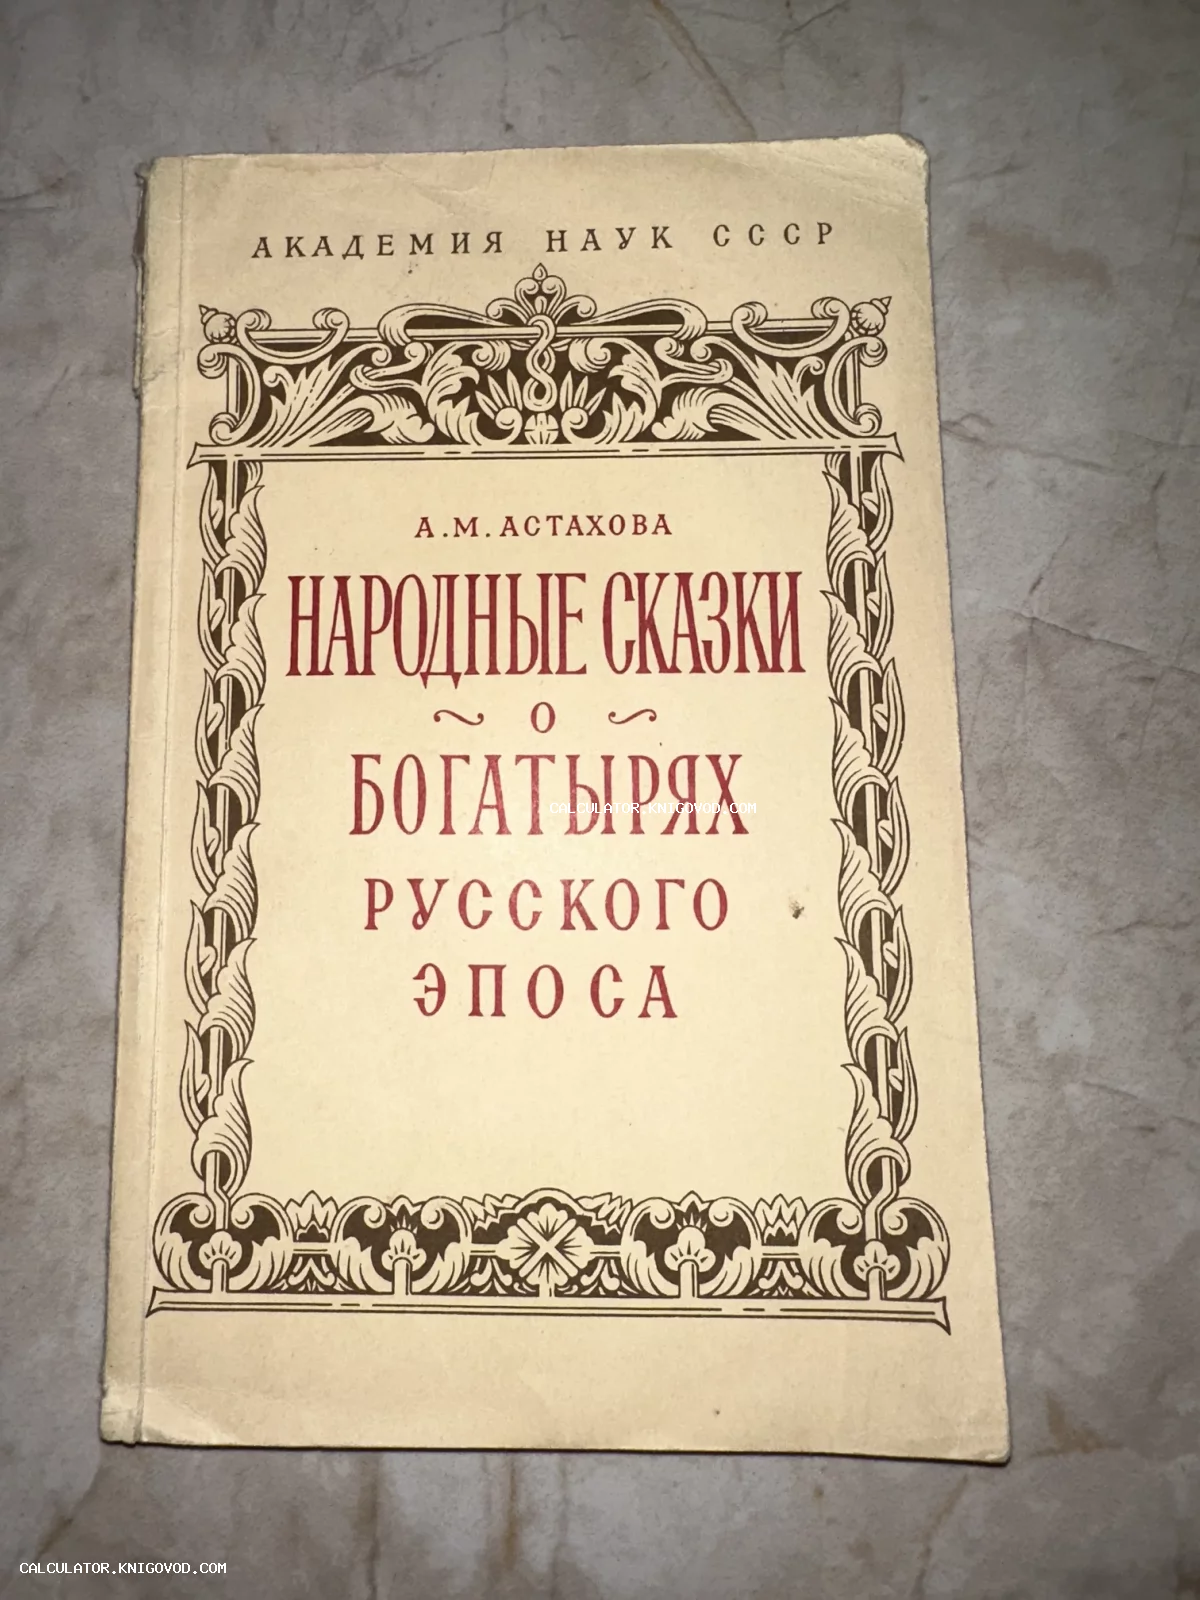 АКАДЕМИЯ НАУК СССР
А.М.АСТАХОВА
НАРОДНЫЕ СКАЗКИ
О
БОГАТЫРЯХ
CALCULATOR.KNIGOVOD.COM
РУССКОГО
ЭПОСА
CALCULATOR.KNIGOVOD.COM